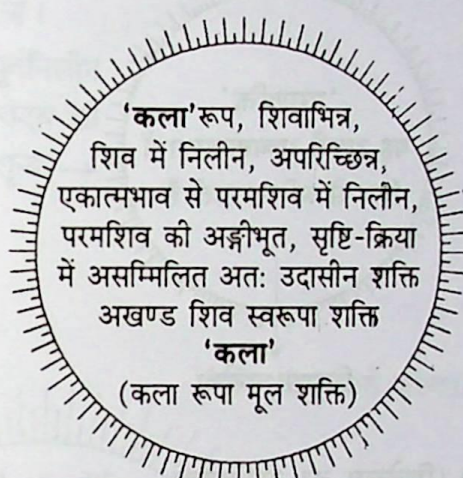 'कला' रूप, शिवाभिन्न,
शिव में निलीन, अपरिच्छिन्न,
एकात्मभाव से परमशिव में निलीन,
परमशिव की अङ्गीभूत, सृष्टि-क्रिया
में असम्मिलित अतः उदासीन शक्ति
अखण्ड शिव स्वरूपा शक्ति
'कला'
(कला रूपा मूल शक्ति)